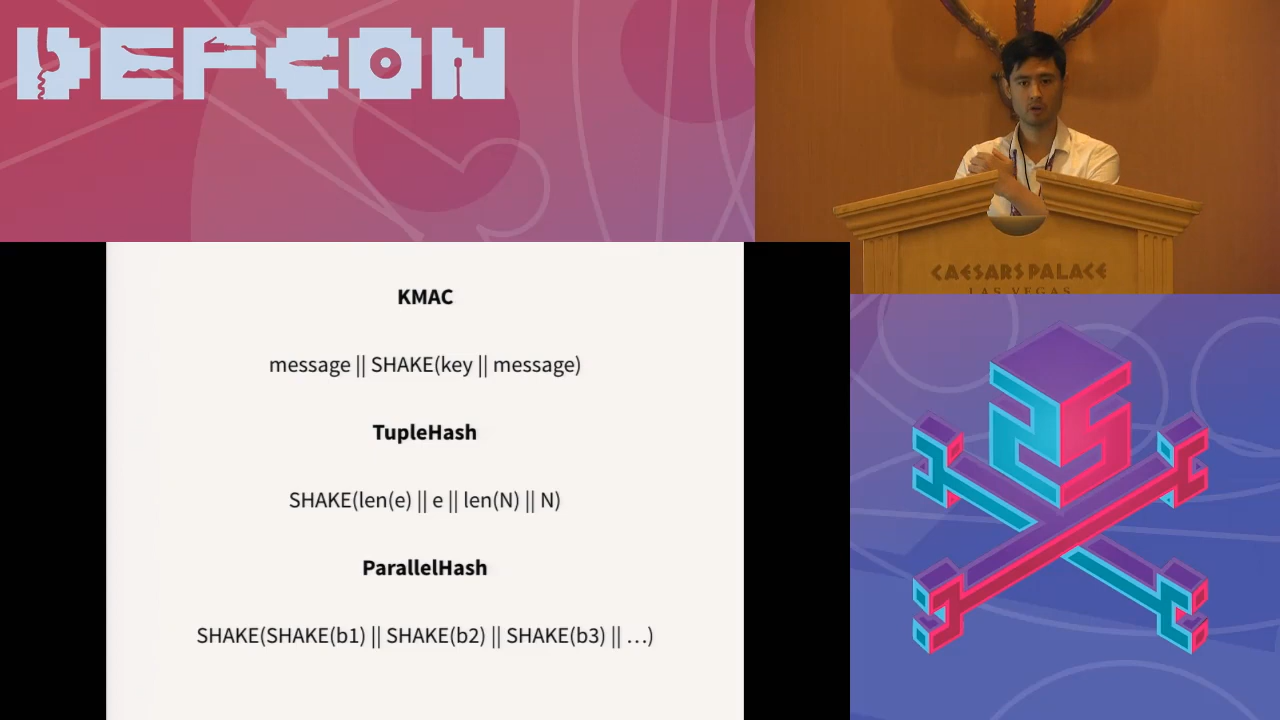 DEFCON
CAESARS PALACE
LAS VEGAS
KMAC
message || SHAKE(key || message)
TupleHash
SHAKE(len(e) || e || len(N) || N)
ParallelHash
SHAKE(SHAKE(b1) || SHAKE(b2) || SHAKE(b3) || …)